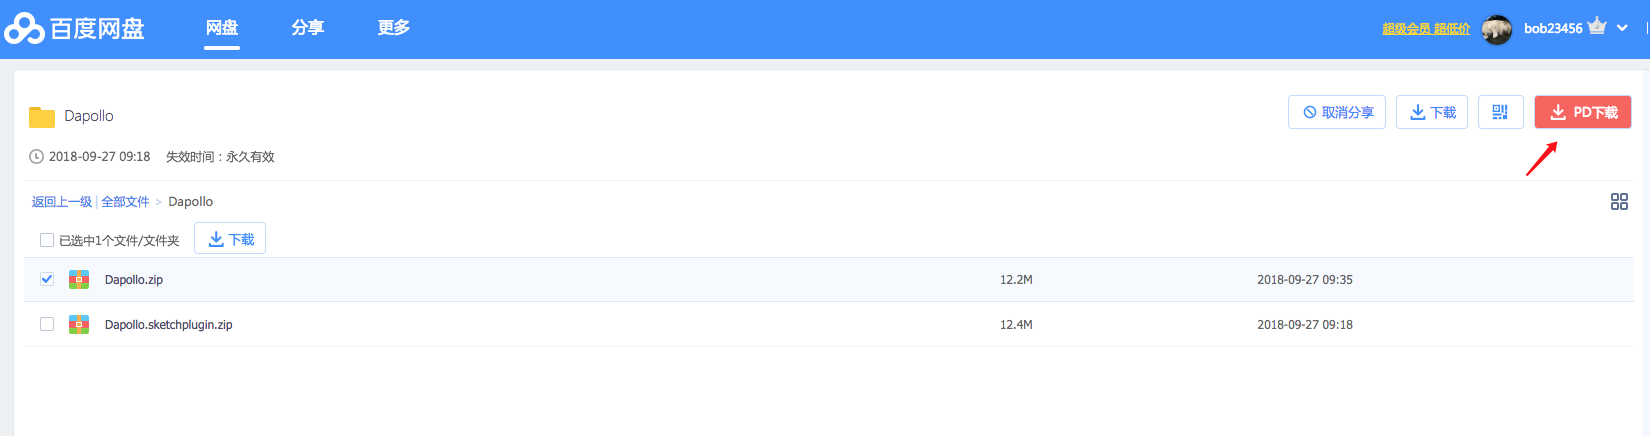 百度网盘 网盘 分享 更多 超级会员 超低价 bob23456
Dapollo 取消分享 下载 PD下载
2018-09-27 09:18 失效时间：永久有效
返回上一级 | 全部文件 > Dapollo
已选中1个文件/文件夹 下载
Dapollo.zip 12.2M 2018-09-27 09:35
Dapollo.sketchplugin.zip 12.4M 2018-09-27 09:18